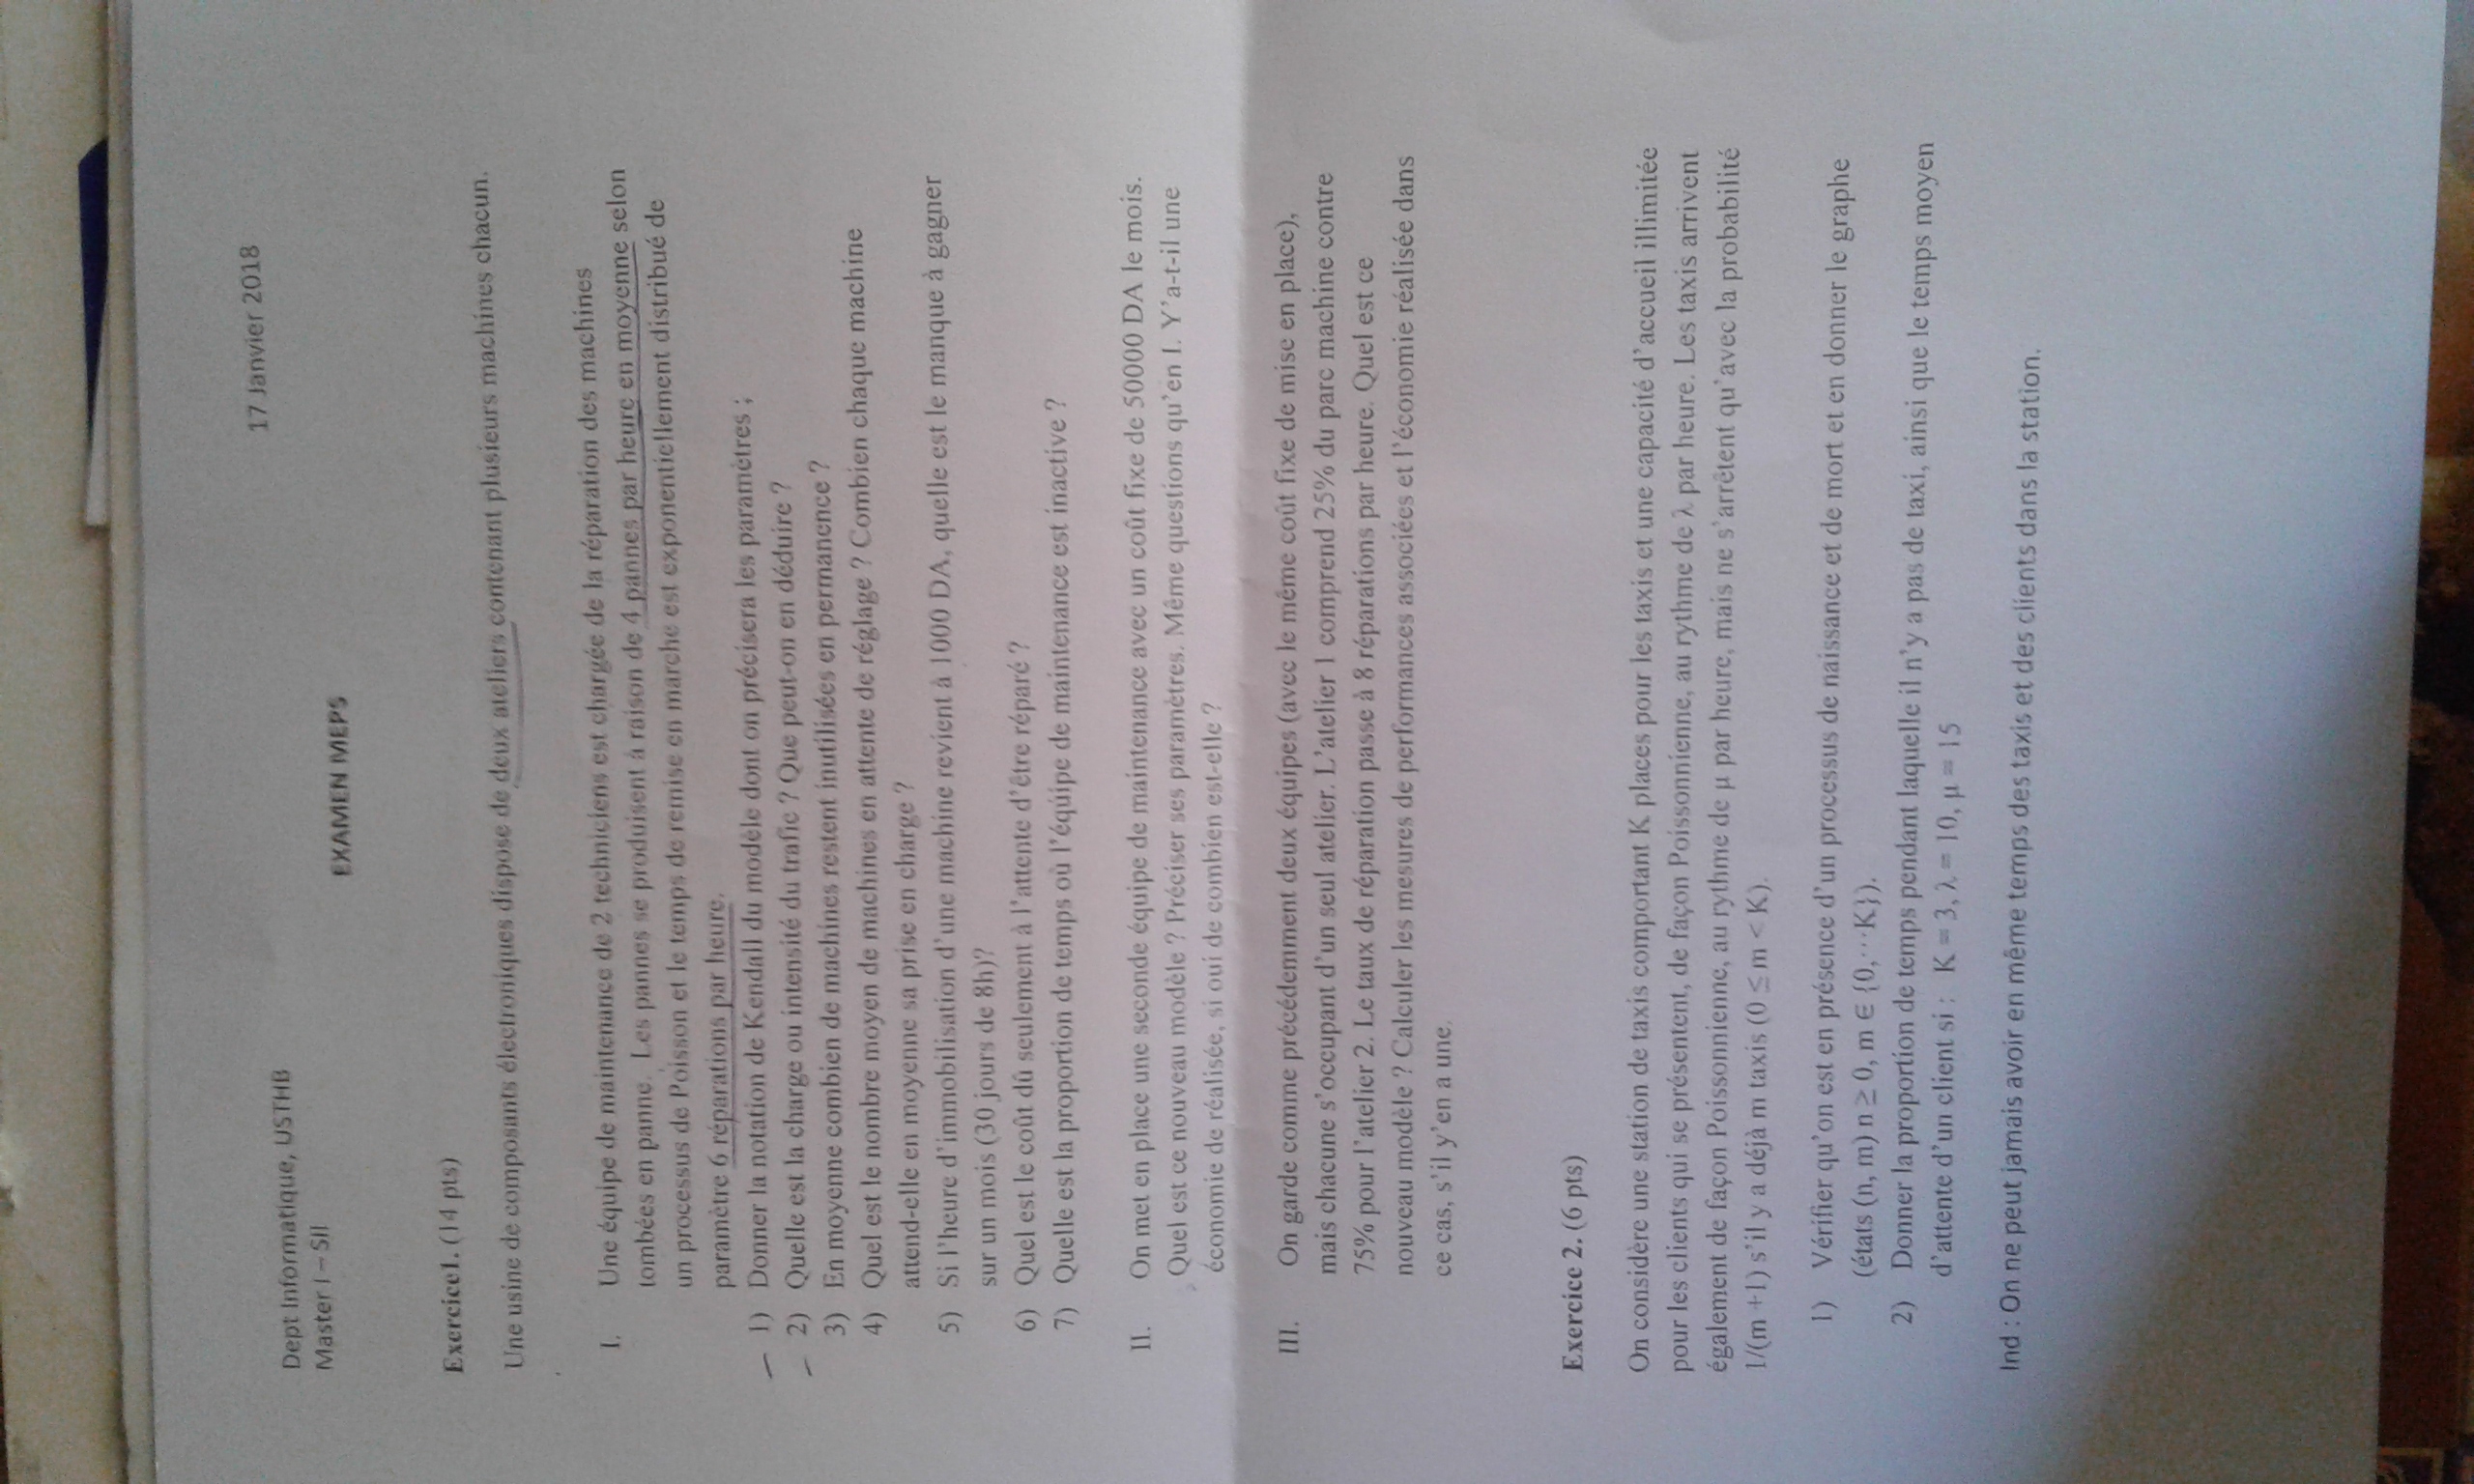 17 Janvier 2018
Dept Informatique, USTHB
Master I – SII
EXAMEN MEPS
Exercice1. (14 pts)
Une usine de composants électroniques dispose de deux ateliers contenant plusieurs machines chacun.
I. Une équipe de maintenance de 2 techniciens est chargée de la réparation des machines
tombées en panne. Les pannes se produisent à raison de 4 pannes par heure en moyenne selon
un processus de Poisson et le temps de remise en marche est exponentiellement distribué de
paramètre 6 réparations par heure.
1) Donner la notation de Kendall du modèle dont on précisera les paramètres ;
2) Quelle est la charge ou intensité du trafic ? Que peut-on en déduire ?
3) En moyenne combien de machines restent inutilisées en permanence ?
4) Quel est le nombre moyen de machines en attente de réglage ? Combien chaque machine
attend-elle en moyenne sa prise en charge ?
5) Si l'heure d'immobilisation d'une machine revient à 1000 DA, quelle est le manque à gagner
sur un mois (30 jours de 8h)?
6) Quel est le coût dû seulement à l'attente d'être réparé ?
7) Quelle est la proportion de temps où l'équipe de maintenance est inactive ?
II. On met en place une seconde équipe de maintenance avec un coût fixe de 50000 DA le mois.
Quel est ce nouveau modèle ? Préciser ses paramètres. Même questions qu'en I. Y'a-t-il une
économie de réalisée, si oui de combien est-elle ?
III. On garde comme précédemment deux équipes (avec le même coût fixe de mise en place),
mais chacune s'occupant d'un seul atelier. L'atelier 1 comprend 25% du parc machine contre
75% pour l'atelier 2. Le taux de réparation passe à 8 réparations par heure. Quel est ce
nouveau modèle ? Calculer les mesures de performances associées et l'économie réalisée dans
ce cas, s'il y'en a une.
Exercice 2. (6 pts)
On considère une station de taxis comportant K places pour les taxis et une capacité d'accueil illimitée
pour les clients qui se présentent, de façon Poissonnienne, au rythme de λ par heure. Les taxis arrivent
également de façon Poissonnienne, au rythme de μ par heure, mais ne s'arrêtent qu'avec la probabilité
1/(m +1) s'il y a déjà m taxis (0 ≤ m < K).
1) Vérifier qu'on est en présence d'un processus de naissance et de mort et en donner le graphe
(états (n, m) n ≥ 0, m ∈ {0,⋯K}).
2) Donner la proportion de temps pendant laquelle il n'y a pas de taxi, ainsi que le temps moyen
d'attente d'un client si : K = 3, λ = 10, μ = 15
Ind : On ne peut jamais avoir en même temps des taxis et des clients dans la station.